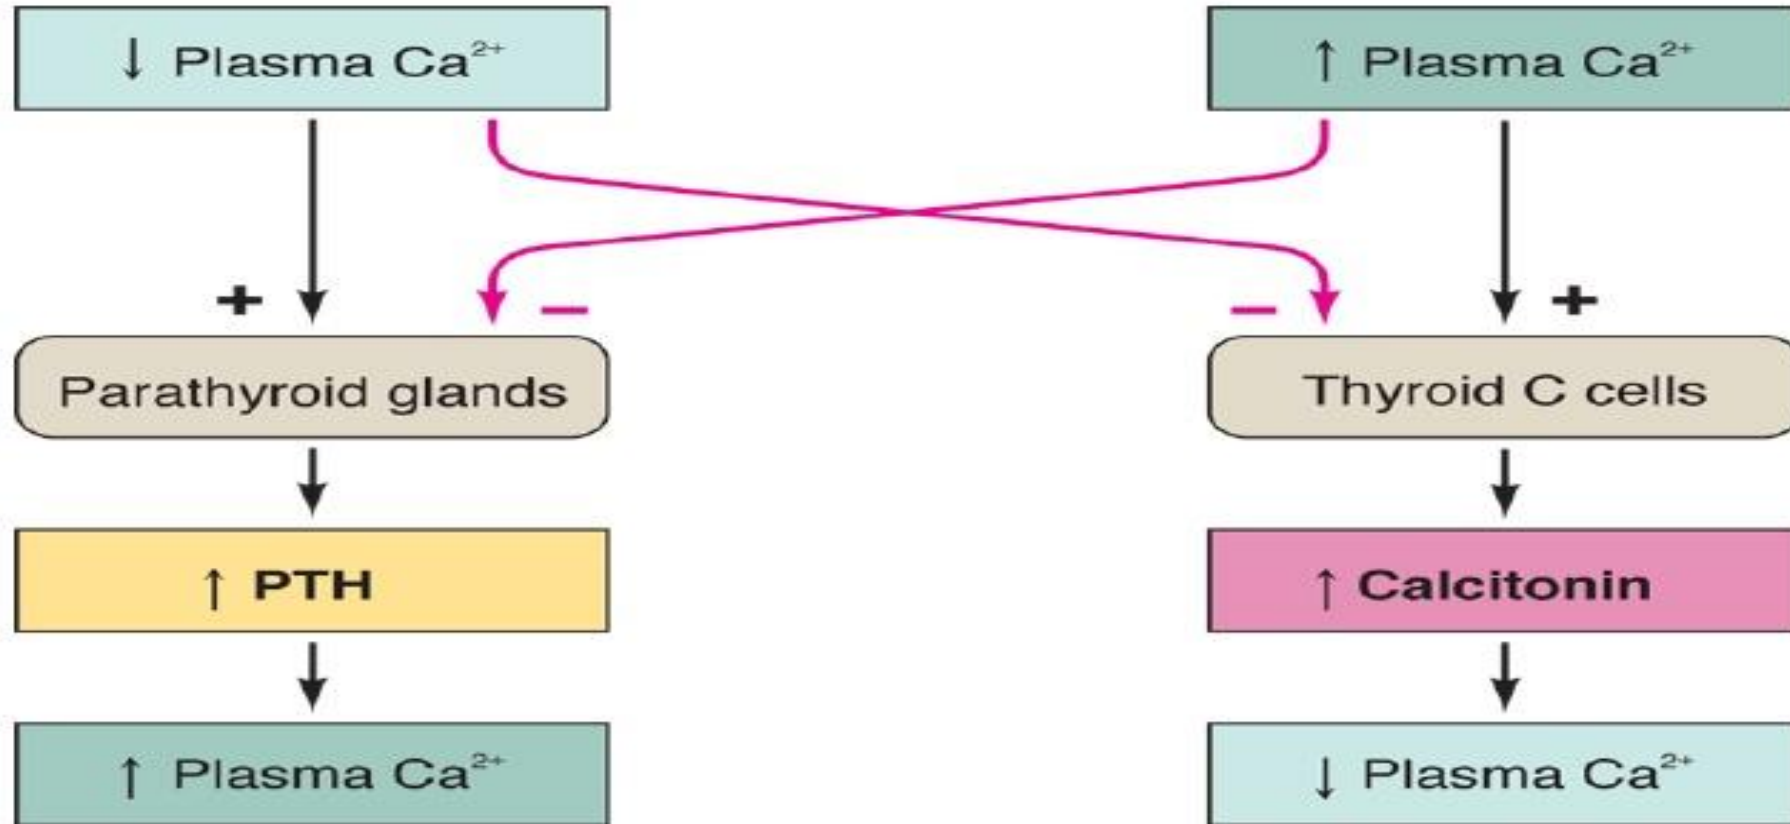 ↓ Plasma Ca²⁺
↑ Plasma Ca²⁺
+
−
−
+
Parathyroid glands
Thyroid C cells
↑ PTH
↑ Calcitonin
↑ Plasma Ca²⁺
↓ Plasma Ca²⁺